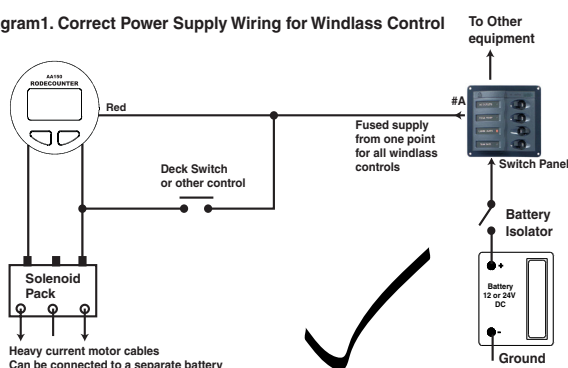 gram1. Correct Power Supply Wiring for Windlass Control
To Other
equipment
AA150
RODECOUNTER
Red
#A
Fused supply
from one point
for all windlass
controls
Switch Panel
Deck Switch
or other control
Battery
Isolator
Solenoid
Pack
+
Battery
12 or 24V
DC
-
Ground
Heavy current motor cables
Can be connected to a separate battery